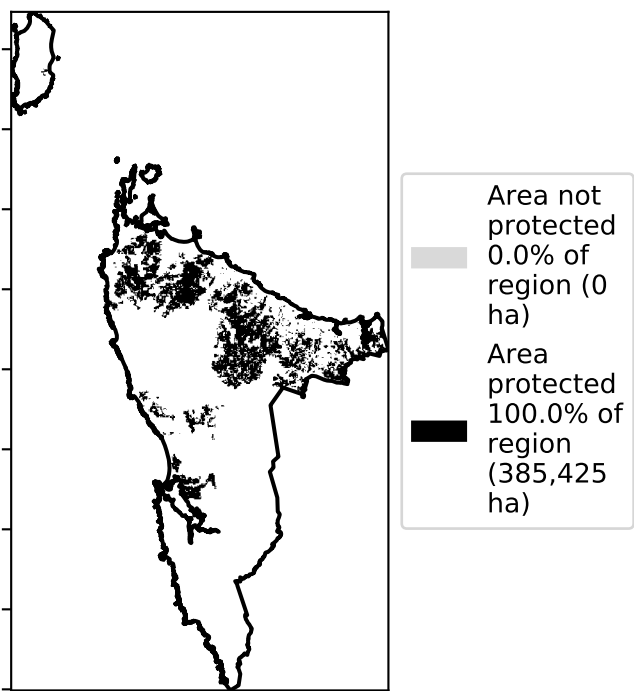 Area not
protected
0.0% of
region (0
ha)
Area
protected
100.0% of
region
(385,425
ha)